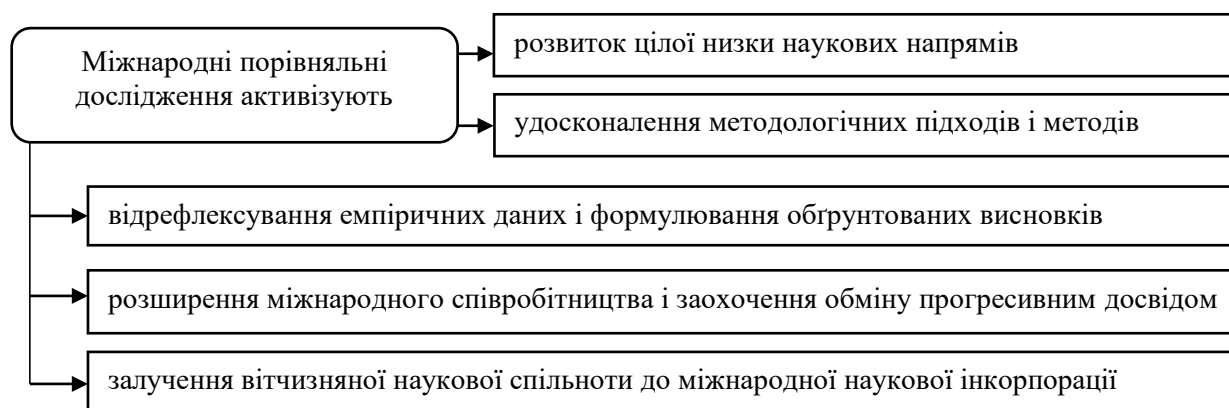 Міжнародні порівняльні
дослідження активізують
розвиток цілої низки наукових напрямів
удосконалення методологічних підходів і методів
відрефлексування емпіричних даних і формулювання обґрунтованих висновків
розширення міжнародного співробітництва і заохочення обміну прогресивним досвідом
залучення вітчизняної наукової спільноти до міжнародної наукової інкорпорації